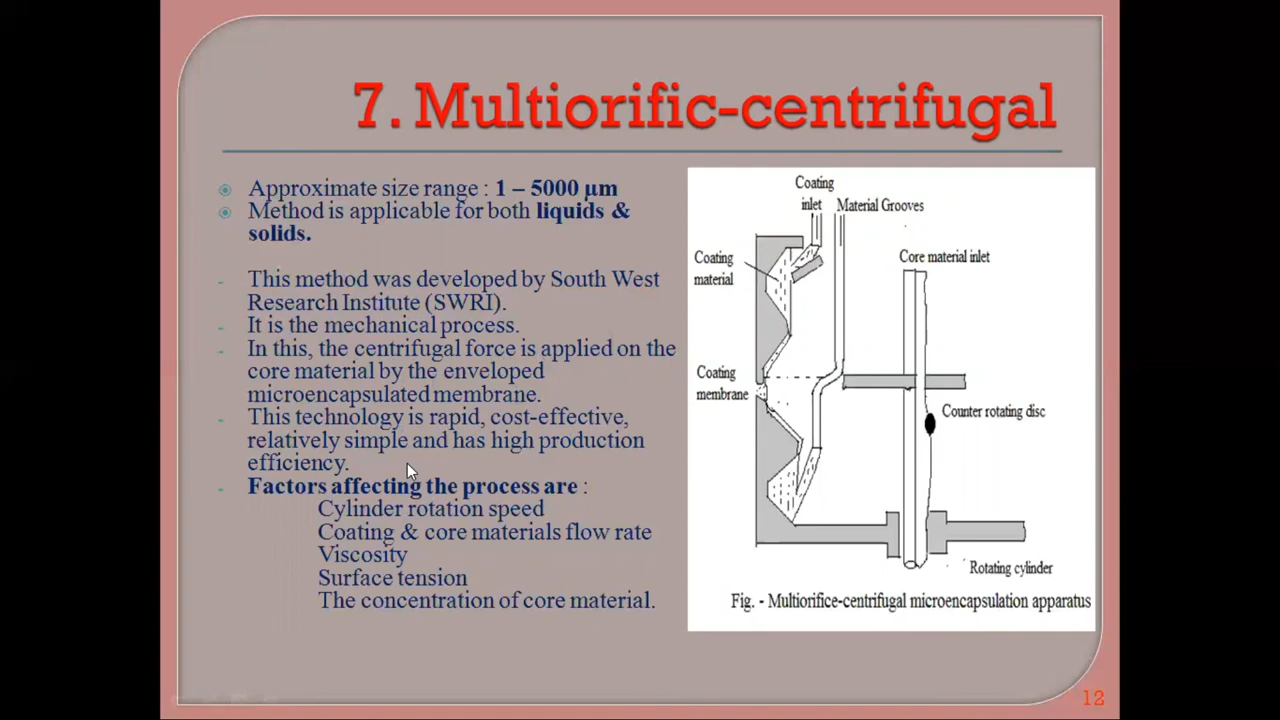 7. Multiorific-centrifugal
Approximate size range : 1 – 5000 µm
Method is applicable for both liquids &
solids.
- This method was developed by South West
Research Institute (SWRI).
- It is the mechanical process.
- In this, the centrifugal force is applied on the
core material by the enveloped
microencapsulated membrane.
- This technology is rapid, cost-effective,
relatively simple and has high production
efficiency.
- Factors affecting the process are :
Cylinder rotation speed
Coating & core materials flow rate
Viscosity
Surface tension
The concentration of core material.
Coating
inlet
Material Grooves
Coating
material
Core material inlet
Coating
membrane
Counter rotating disc
Rotating cylinder
Fig. - Multiorifice-centrifugal microencapsulation apparatus
12